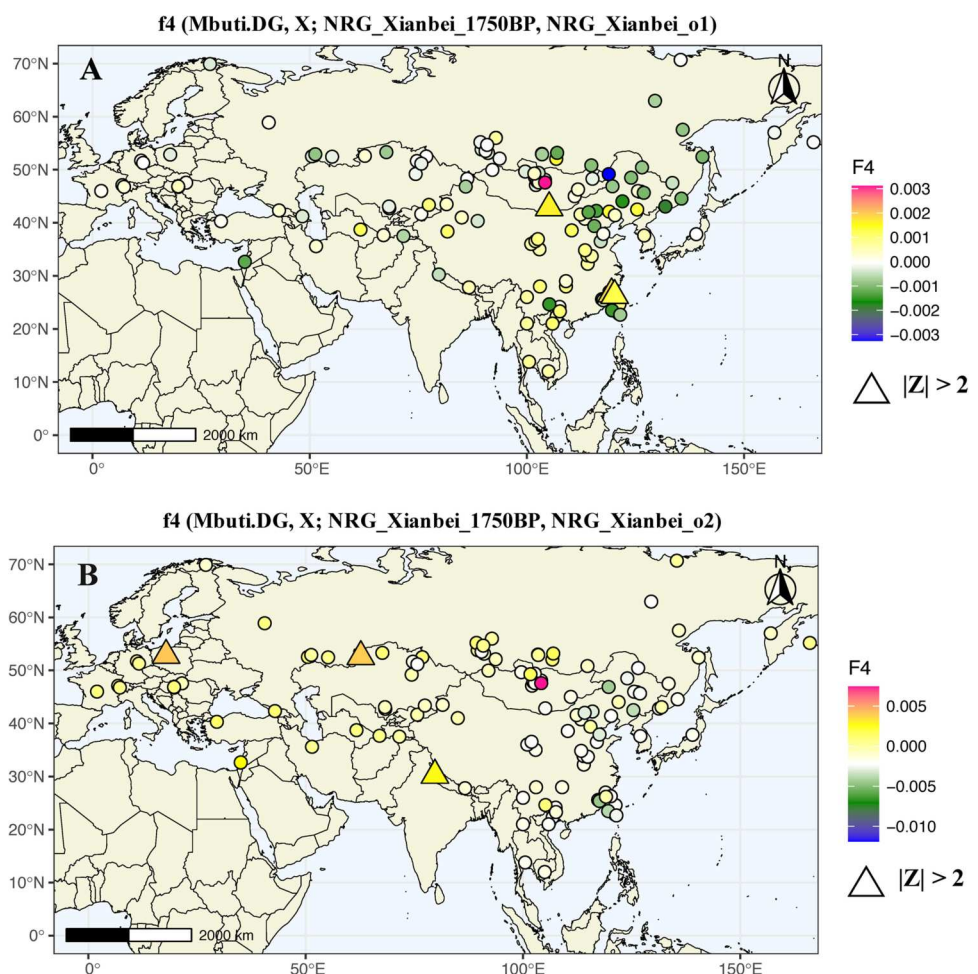 f4 (Mbuti.DG, X; NRG_Xianbei_1750BP, NRG_Xianbei_o1)
A
N
70°N
60°N
50°N
40°N
30°N
20°N
10°N
0°
2000 km
0°
50°E
100°E
150°E
F4
0.003
0.002
0.001
0.000
−0.001
−0.002
−0.003
|Z| > 2
f4 (Mbuti.DG, X; NRG_Xianbei_1750BP, NRG_Xianbei_o2)
B
N
70°N
60°N
50°N
40°N
30°N
20°N
10°N
0°
2000 km
0°
50°E
100°E
150°E
F4
0.005
0.000
−0.005
−0.010
|Z| > 2